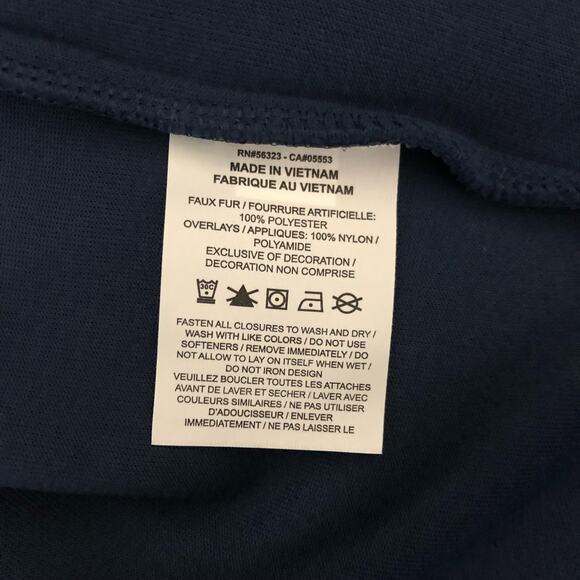 RN#56323 - CA#05553
MADE IN VIETNAM
FABRIQUE AU VIETNAM
FAUX FUR / FOURRURE ARTIFICIELLE:
100% POLYESTER
OVERLAYS / APPLIQUES: 100% NYLON /
POLYAMIDE
EXCLUSIVE OF DECORATION /
DECORATION NON COMPRISE
30C
FASTEN ALL CLOSURES TO WASH AND DRY /
WASH WITH LIKE COLORS / DO NOT USE
SOFTENERS / REMOVE IMMEDIATELY / DO
NOT ALLOW TO LAY ON ITSELF WHEN WET /
DO NOT IRON DESIGN
VEUILLEZ BOUCLER TOUTES LES ATTACHES
AVANT DE LAVER ET SECHER / LAVER AVEC
COULEURS SIMILAIRES / NE PAS UTILISER
D'ADOUCISSEUR / ENLEVER
IMMEDIATEMENT / NE PAS LAISSER LE